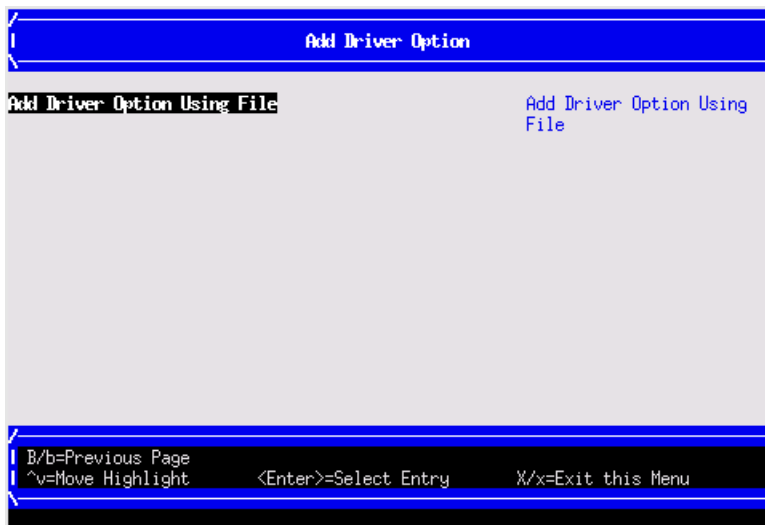 Add Driver Option
Add Driver Option Using File
Add Driver Option Using
File
B/b=Previous Page
^v=Move Highlight <Enter>=Select Entry X/x=Exit this Menu